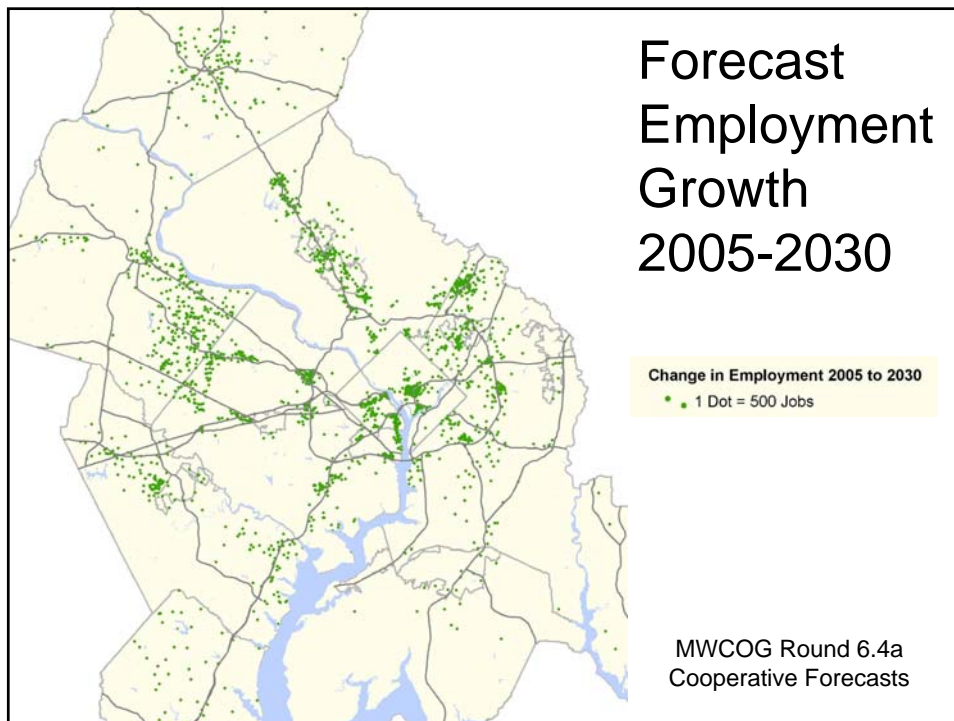 Forecast
Employment
Growth
2005-2030
Change in Employment 2005 to 2030
1 Dot = 500 Jobs
MWCOG Round 6.4a
Cooperative Forecasts